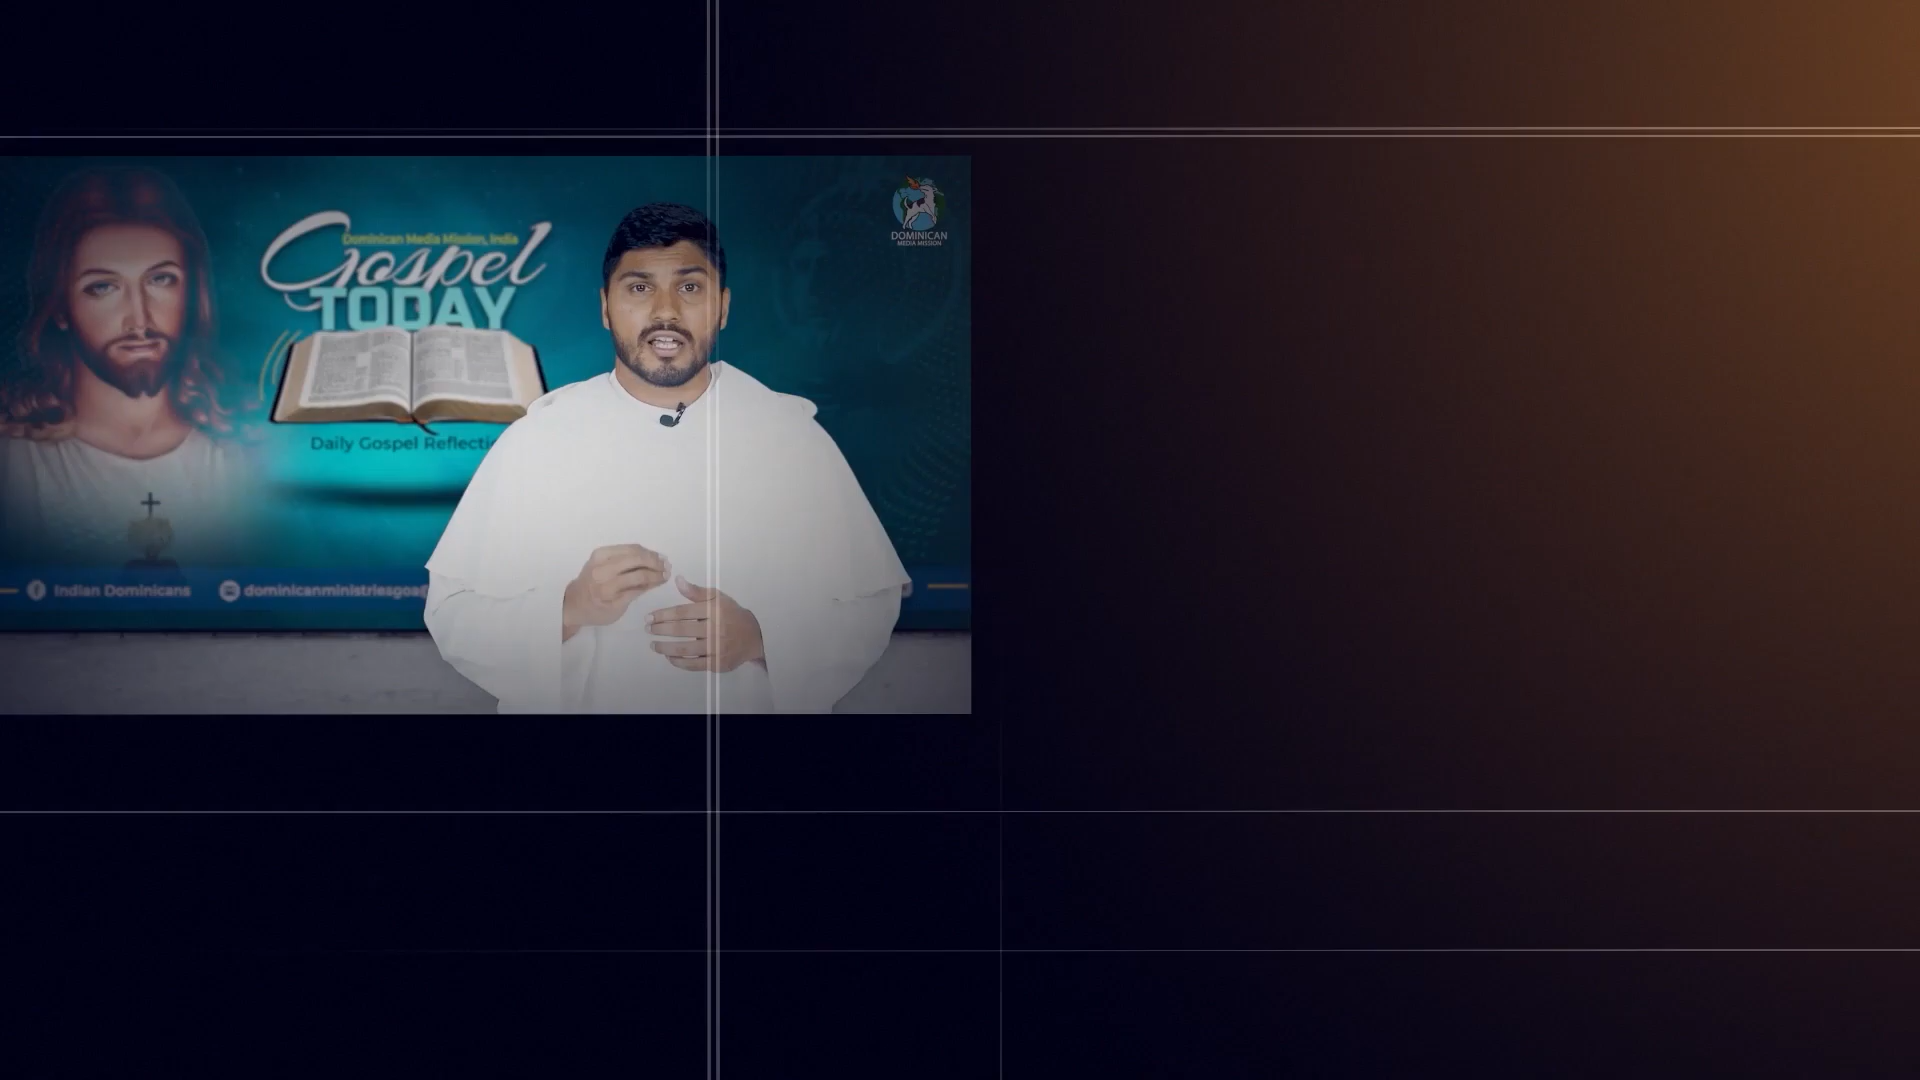 Dominican Media Mission, India
Gospel
TODAY
Daily Gospel Reflectio
Indian Dominicans
dominicanministriesgoa
DOMINICAN
MEDIA MISSION